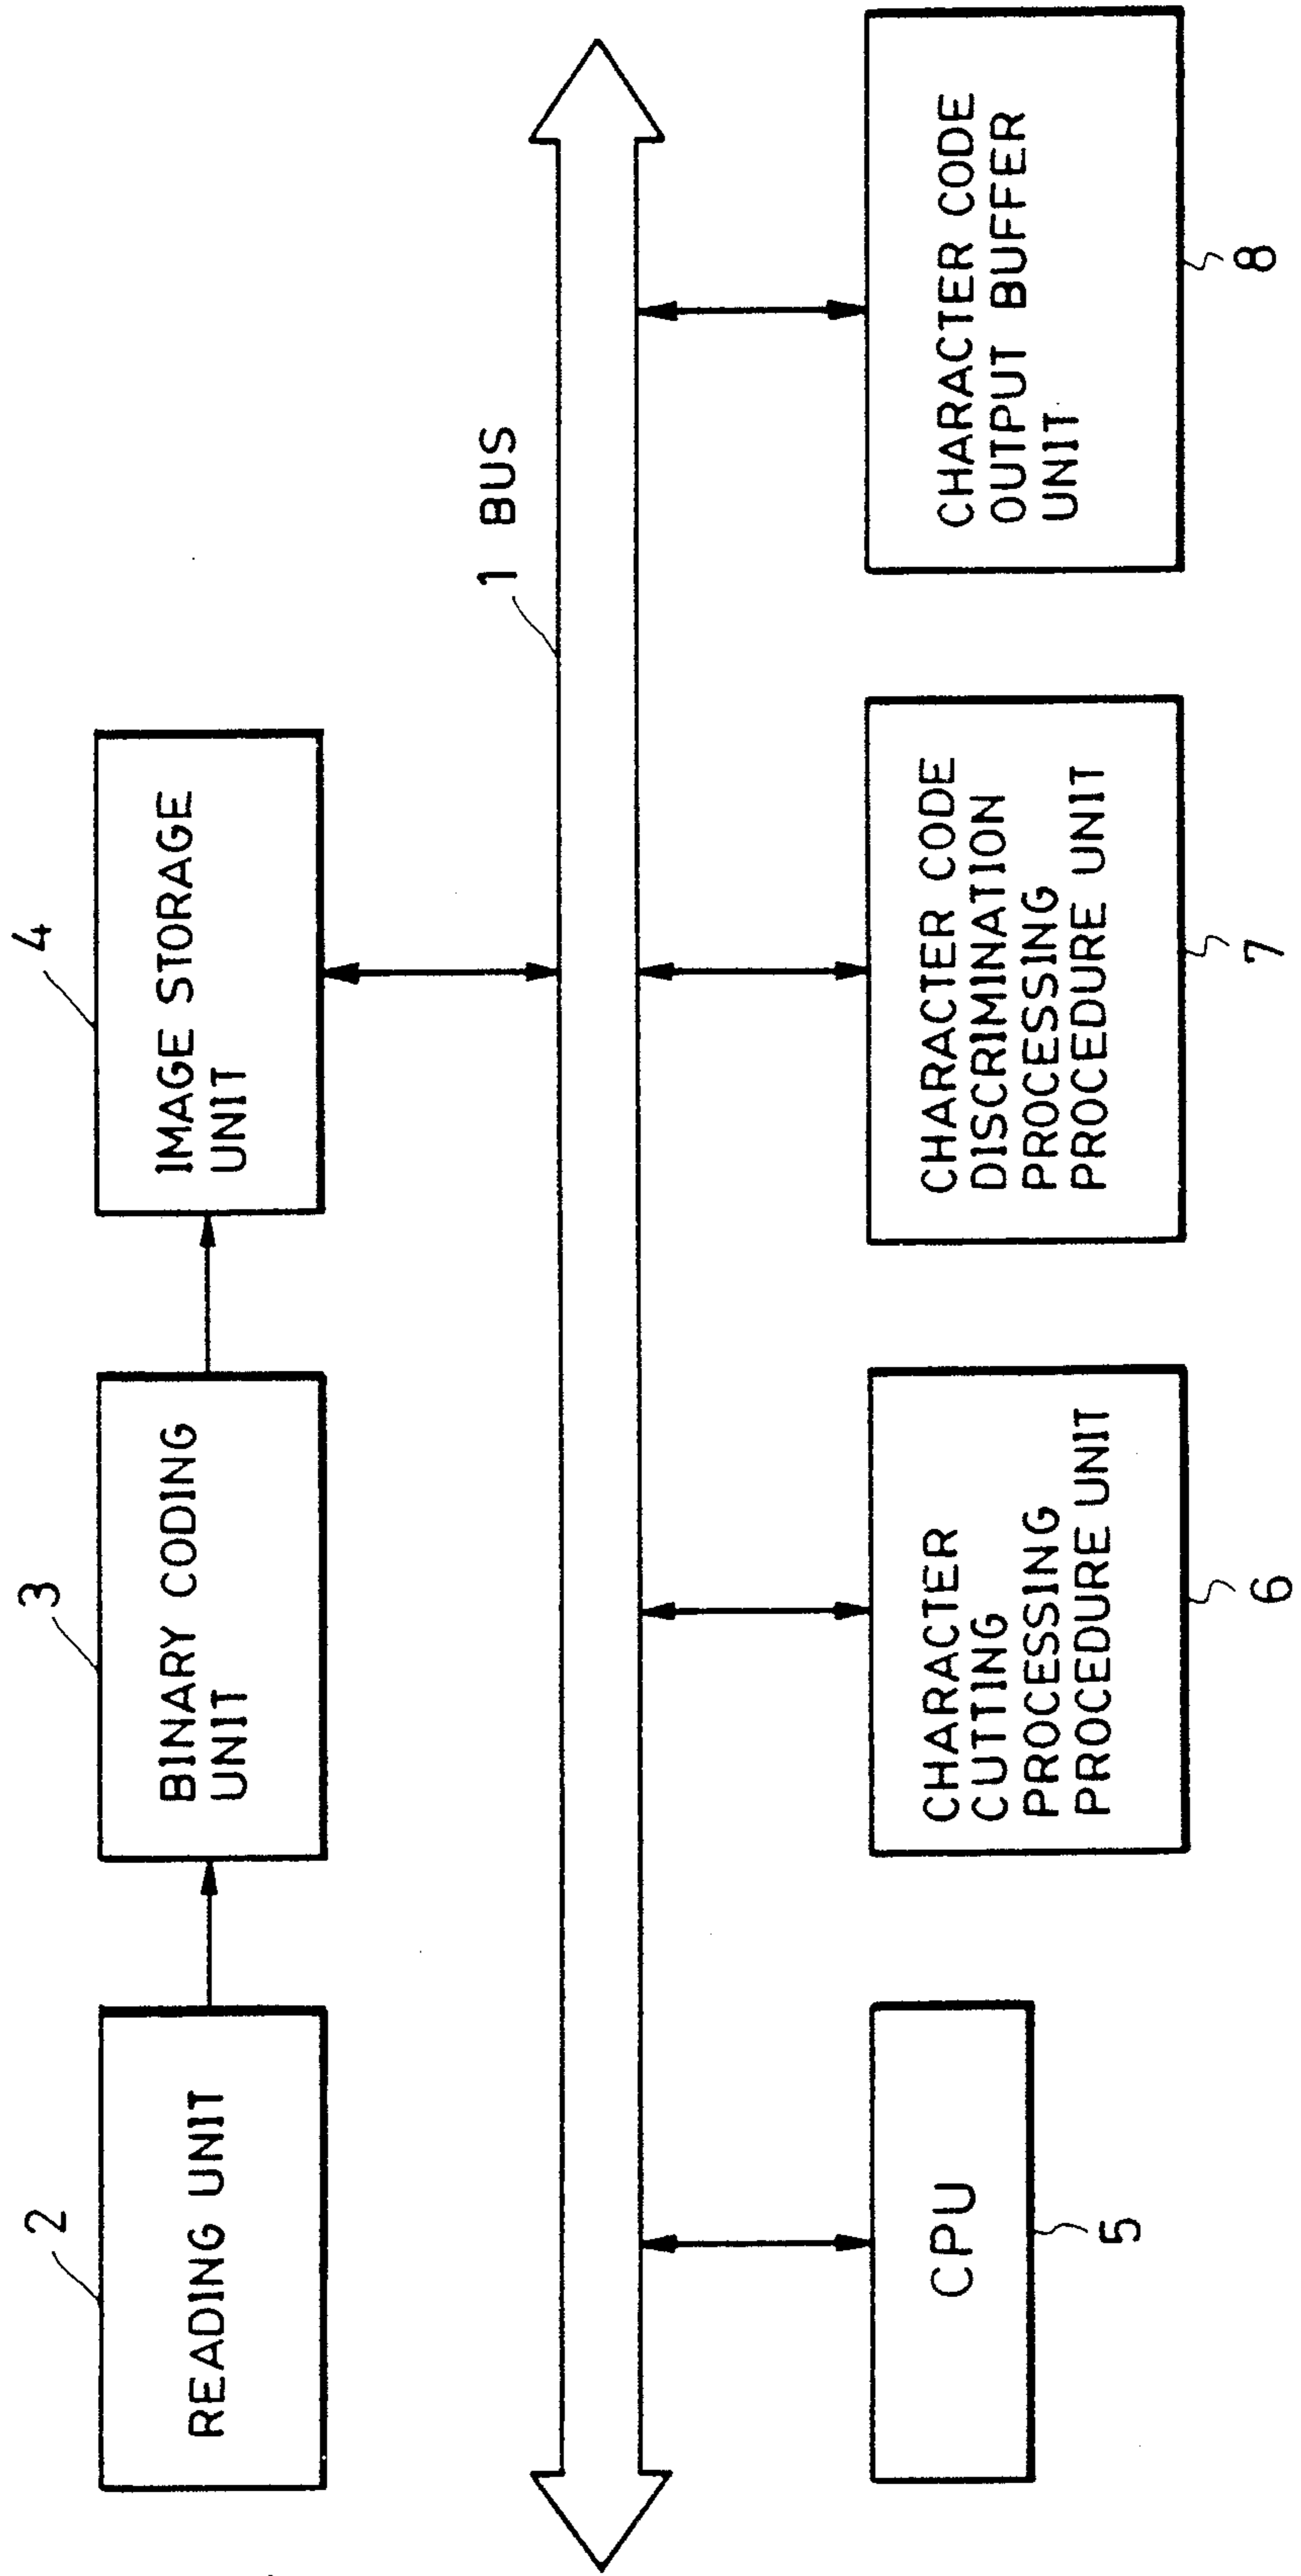 2
READING UNIT
3
BINARY CODING
UNIT
4
IMAGE STORAGE
UNIT
1 BUS
CPU
5
CHARACTER
CUTTING
PROCESSING
PROCEDURE UNIT
6
CHARACTER CODE
DISCRIMINATION
PROCESSING
PROCEDURE UNIT
7
CHARACTER CODE
OUTPUT BUFFER
UNIT
8